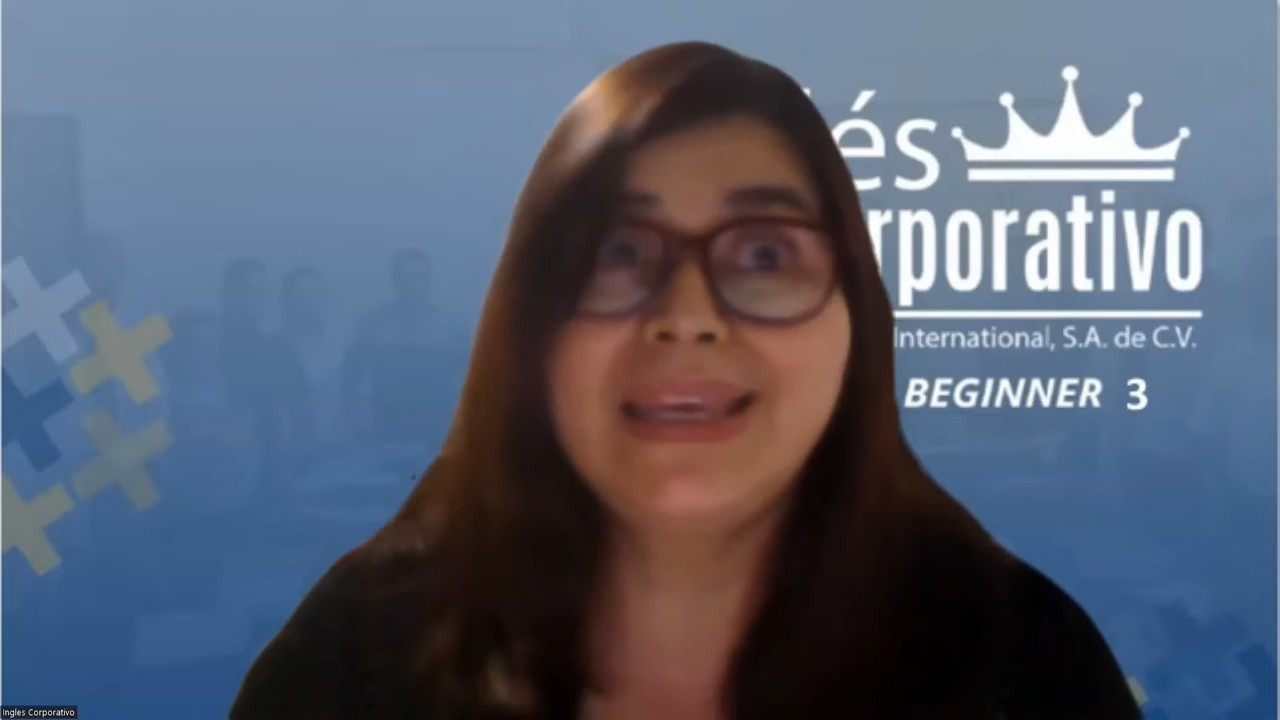 és
rporativo
International, S.A. de C.V.
BEGINNER 3
Ingles Corporativo